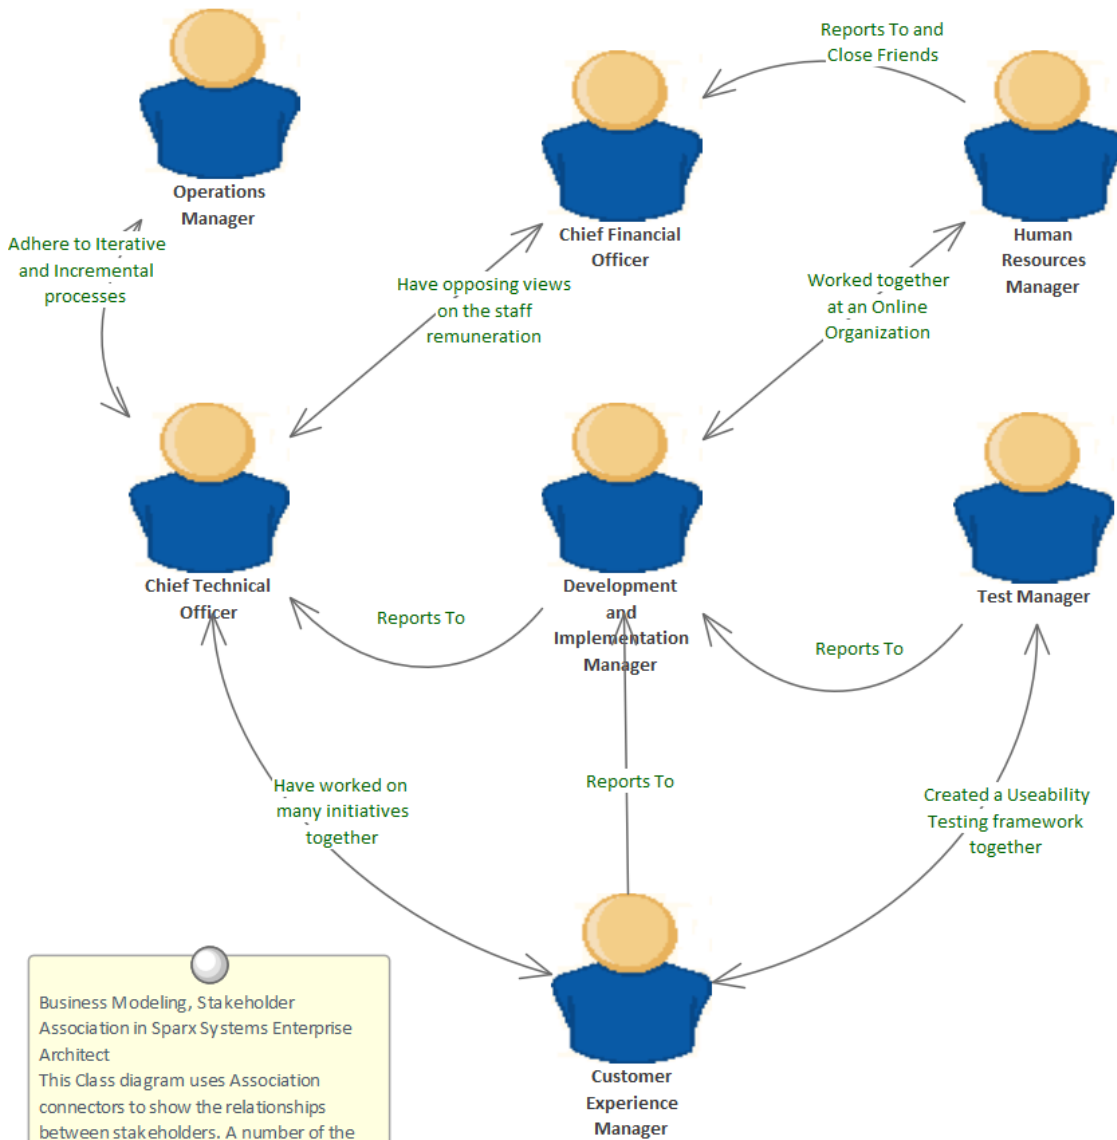 Reports To and
Close Friends
Operations
Manager
Chief Financial
Officer
Human
Resources
Manager
Adhere to Iterative
and Incremental
processes
Have opposing views
on the staff
remuneration
Worked together
at an Online
Organization
Chief Technical
Officer
Development
and
Implementation
Manager
Test Manager
Reports To
Reports To
Have worked on
many initiatives
together
Reports To
Created a Useability
Testing framework
together
Customer
Experience
Manager
Business Modeling, Stakeholder
Association in Sparx Systems Enterprise
Architect
This Class diagram uses Association
connectors to show the relationships
between stakeholders. A number of the